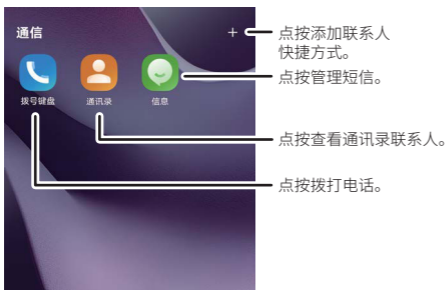 通信 +
点按添加联系人
快捷方式。
点按管理短信。
拨号键盘 通讯录 信息
点按查看通讯录联系人。
点按拨打电话。